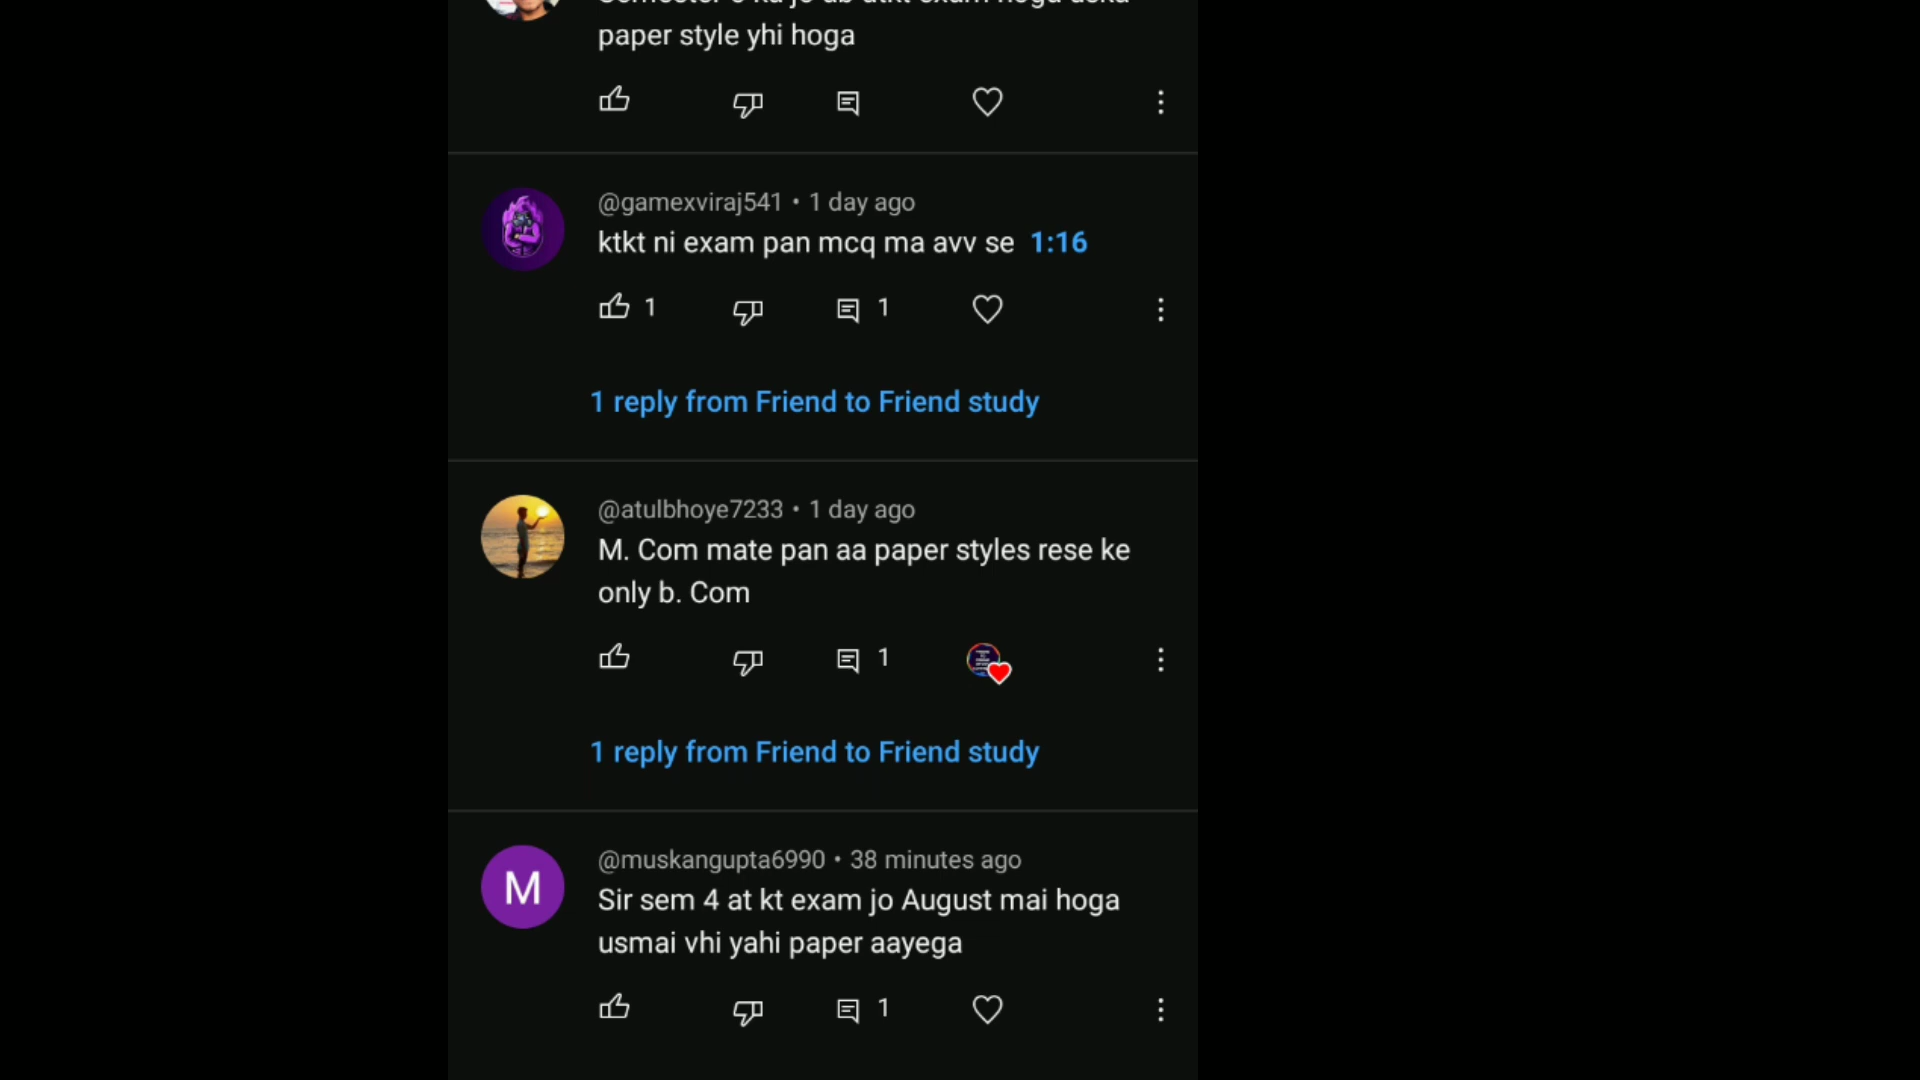 paper style yhi hoga
@gamexviraj541 • 1 day ago
ktkt ni exam pan mcq ma avv se 1:16
1
1
1 reply from Friend to Friend study
@atulbhoye7233 • 1 day ago
M. Com mate pan aa paper styles rese ke
only b. Com
1
1 reply from Friend to Friend study
M
@muskangupta6990 • 38 minutes ago
Sir sem 4 at kt exam jo August mai hoga
usmai vhi yahi paper aayega
1